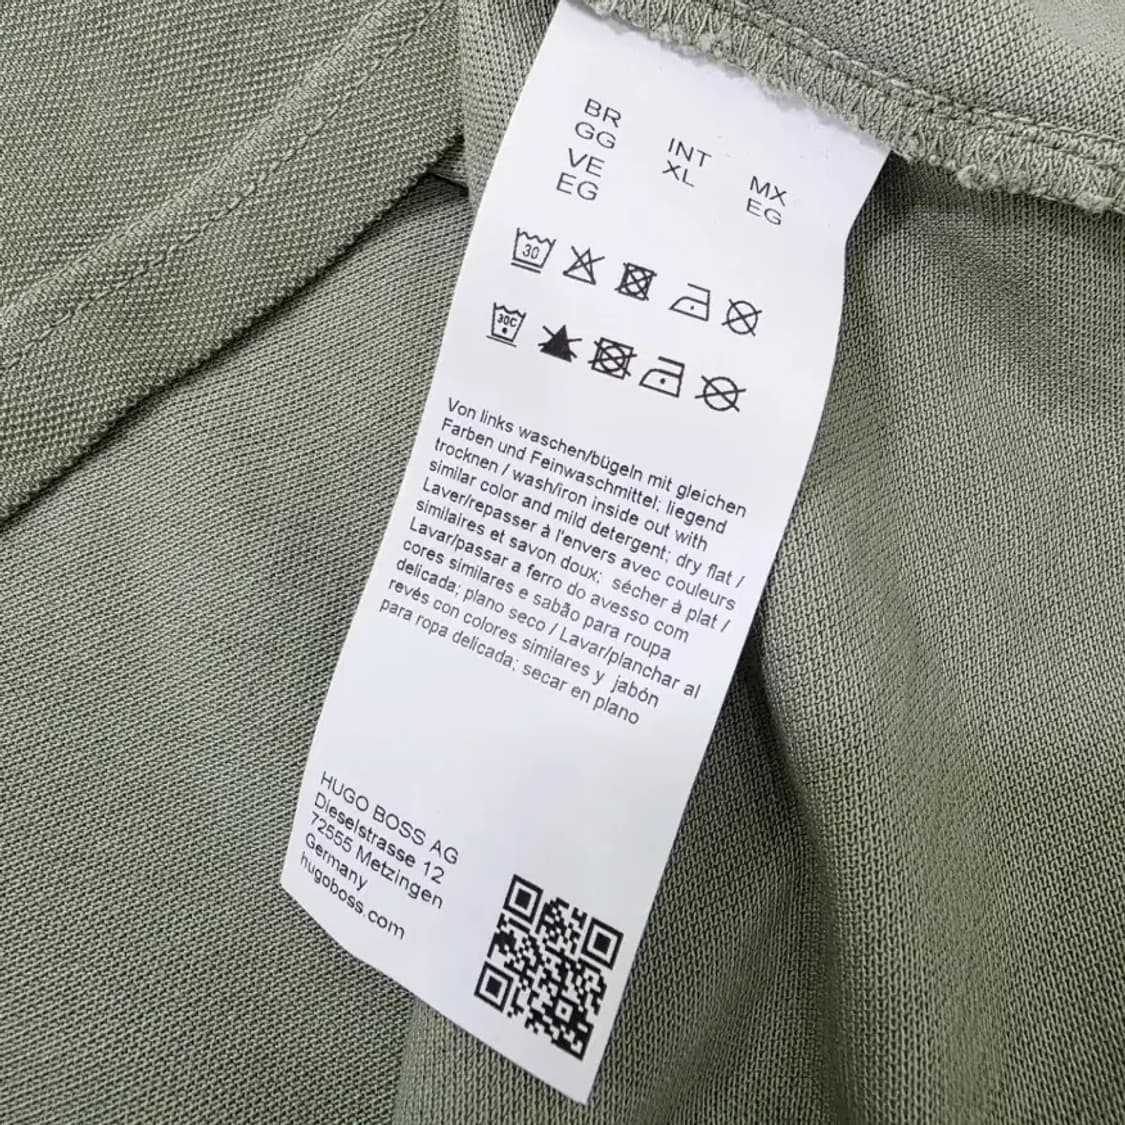 BR
GG
VE
EG
INT
XL
MX
EG
30
30C
Von links waschen/bügeln mit gleichen
Farben und Feinwaschmittel; liegend
trocknen / wash/iron inside out with
similar color and mild detergent; dry flat /
Laver/repasser à l'envers avec couleurs
similaires et savon doux; sécher à plat /
Lavar/passar a ferro do avesso com
cores similares e sabão para roupa
delicada; plano seco / Lavar/planchar al
revés con colores similares y jabón
para ropa delicada; secar en plano
HUGO BOSS AG
Dieselstrasse 12
72555 Metzingen
Germany
hugoboss.com